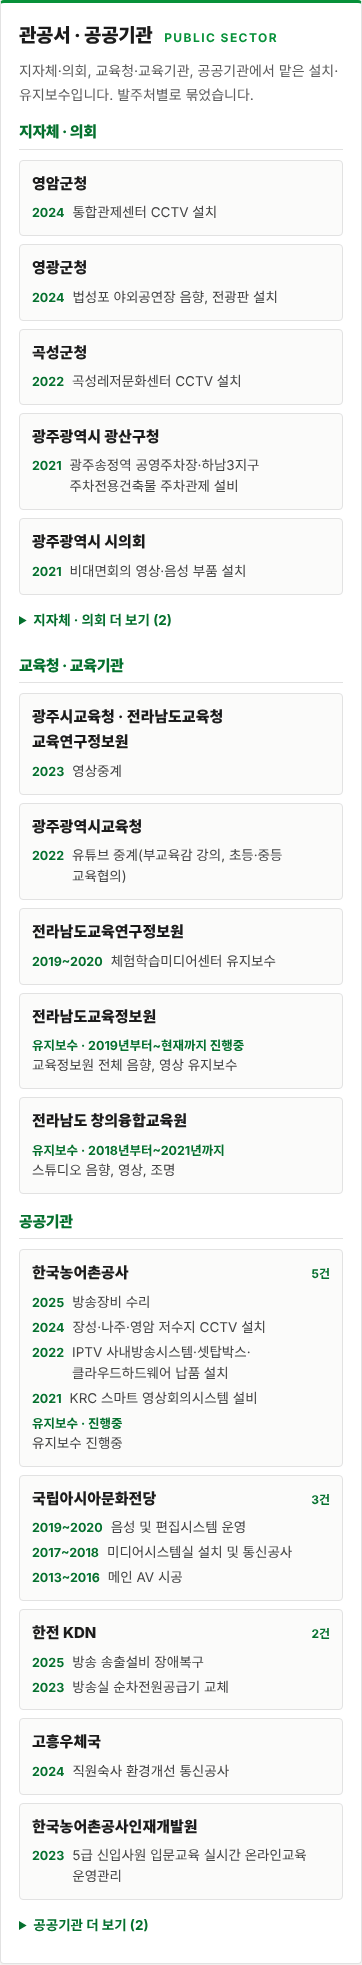 관공서 · 공공기관 PUBLIC SECTOR
지자체·의회, 교육청·교육기관, 공공기관에서 맡은 설치·
유지보수입니다. 발주처별로 묶었습니다.
지자체 · 의회
영암군청
2024 통합관제센터 CCTV 설치
영광군청
2024 법성포 야외공연장 음향, 전광판 설치
곡성군청
2022 곡성레저문화센터 CCTV 설치
광주광역시 광산구청
2021 광주송정역 공영주차장·하남3지구
주차전용건축물 주차관제 설비
광주광역시 시의회
2021 비대면회의 영상·음성 부품 설치
▶ 지자체 · 의회 더 보기 (2)
교육청 · 교육기관
광주시교육청 · 전라남도교육청
교육연구정보원
2023 영상중계
광주광역시교육청
2022 유튜브 중계(부교육감 강의, 초등·중등
교육협의)
전라남도교육연구정보원
2019~2020 체험학습미디어센터 유지보수
전라남도교육정보원
유지보수 · 2019년부터~현재까지 진행중
교육정보원 전체 음향, 영상 유지보수
전라남도 창의융합교육원
유지보수 · 2018년부터~2021년까지
스튜디오 음향, 영상, 조명
공공기관
한국농어촌공사 5건
2025 방송장비 수리
2024 장성·나주·영암 저수지 CCTV 설치
2022 IPTV 사내방송시스템·셋탑박스·
클라우드하드웨어 납품 설치
2021 KRC 스마트 영상회의시스템 설비
유지보수 · 진행중
유지보수 진행중
국립아시아문화전당 3건
2019~2020 음성 및 편집시스템 운영
2017~2018 미디어시스템실 설치 및 통신공사
2013~2016 메인 AV 시공
한전 KDN 2건
2025 방송 송출설비 장애복구
2023 방송실 순차전원공급기 교체
고흥우체국
2024 직원숙사 환경개선 통신공사
한국농어촌공사인재개발원
2023 5급 신입사원 입문교육 실시간 온라인교육
운영관리
▶ 공공기관 더 보기 (2)